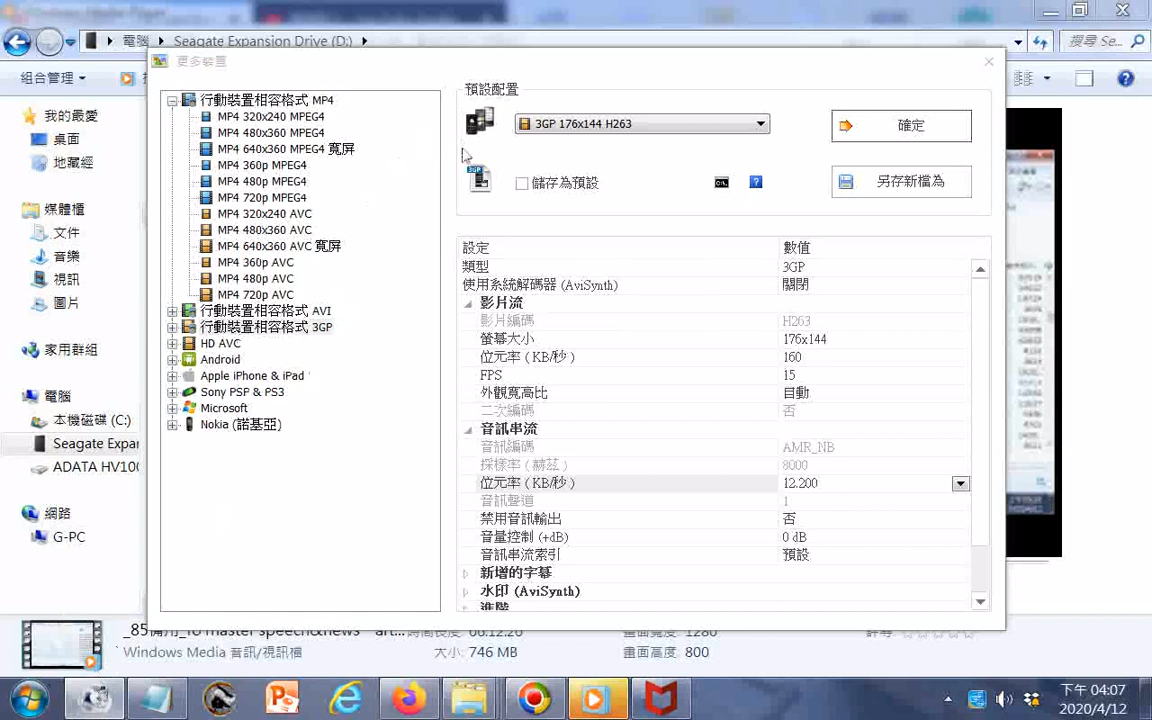 電腦 ▸ Seagate Expansion Drive (D:) ▸
搜尋 Se...
組合管理
我的最愛
桌面
地藏經
媒體櫃
文件
音樂
視訊
圖片
家用群組
電腦
本機磁碟 (C:)
Seagate Expan
ADATA HV100
網路
G-PC
更多裝置
行動裝置相容格式 MP4
MP4 320x240 MPEG4
MP4 480x360 MPEG4
MP4 640x360 MPEG4 寬屏
MP4 360p MPEG4
MP4 480p MPEG4
MP4 720p MPEG4
MP4 320x240 AVC
MP4 480x360 AVC
MP4 640x360 AVC 寬屏
MP4 360p AVC
MP4 480p AVC
MP4 720p AVC
行動裝置相容格式 AVI
行動裝置相容格式 3GP
HD AVC
Android
Apple iPhone & iPad
Sony PSP & PS3
Microsoft
Nokia (諾基亞)
預設配置
3GP 176x144 H263
確定
儲存為預設
另存新檔為
設定 數值
類型 3GP
使用系統解碼器 (AviSynth) 關閉
影片流
影片編碼 H263
螢幕大小 176x144
位元率 ( KB/秒 ) 160
FPS 15
外觀寬高比 自動
二次編碼 否
音訊串流
音訊編碼 AMR_NB
採樣率 ( 赫茲 ) 8000
位元率 ( KB/秒 ) 12.200
音訊聲道 1
禁用音訊輸出 否
音量控制 (+dB) 0 dB
音訊串流索引 預設
新增的字幕
水印 (AviSynth)
進階
Windows Media 音訊/視訊檔
大小: 746 MB
畫面寬度: 1280
畫面高度: 800
下午 04:07
2020/4/12